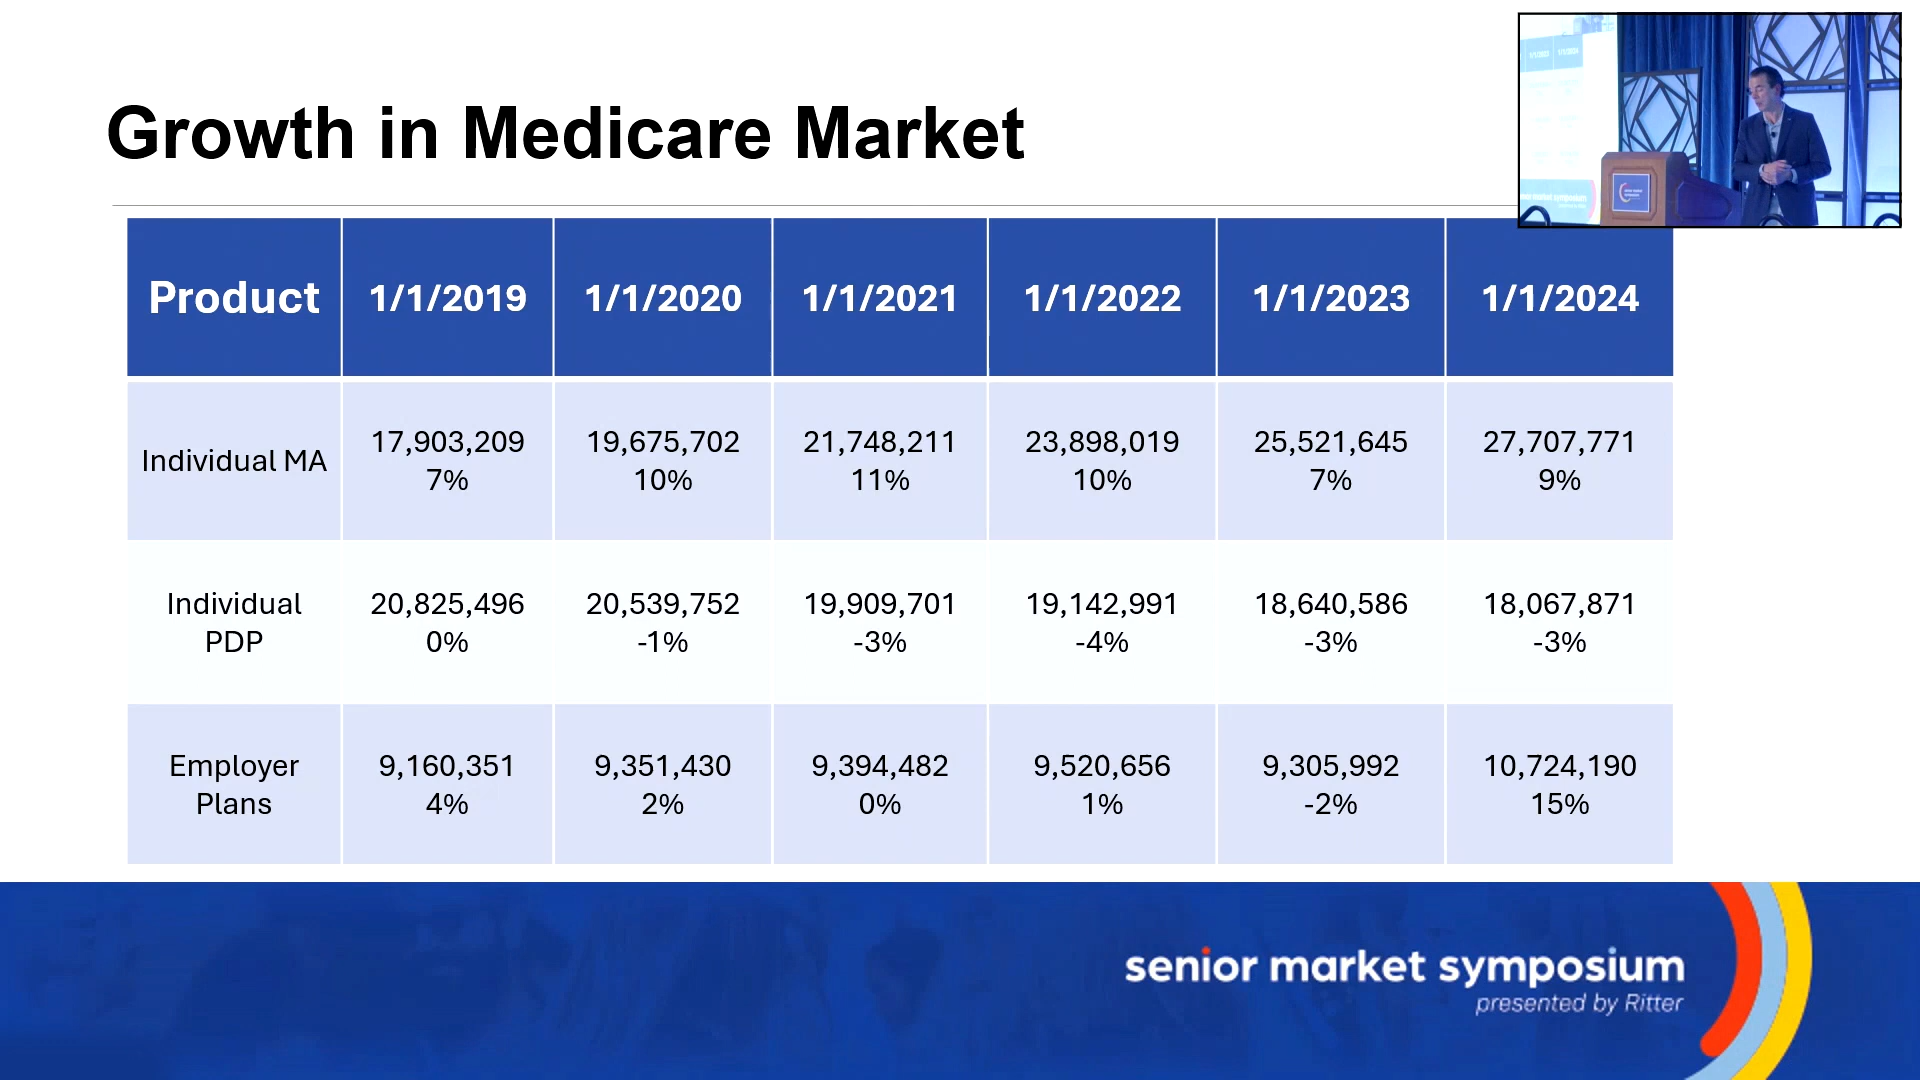 Growth in Medicare Market
Product 1/1/2019 1/1/2020 1/1/2021 1/1/2022 1/1/2023 1/1/2024
Individual MA 17,903,209 19,675,702 21,748,211 23,898,019 25,521,645 27,707,771
7% 10% 11% 10% 7% 9%
Individual 20,825,496 20,539,752 19,909,701 19,142,991 18,640,586 18,067,871
PDP 0% -1% -3% -4% -3% -3%
Employer 9,160,351 9,351,430 9,394,482 9,520,656 9,305,992 10,724,190
Plans 4% 2% 0% 1% -2% 15%
senior market symposium
presented by Ritter